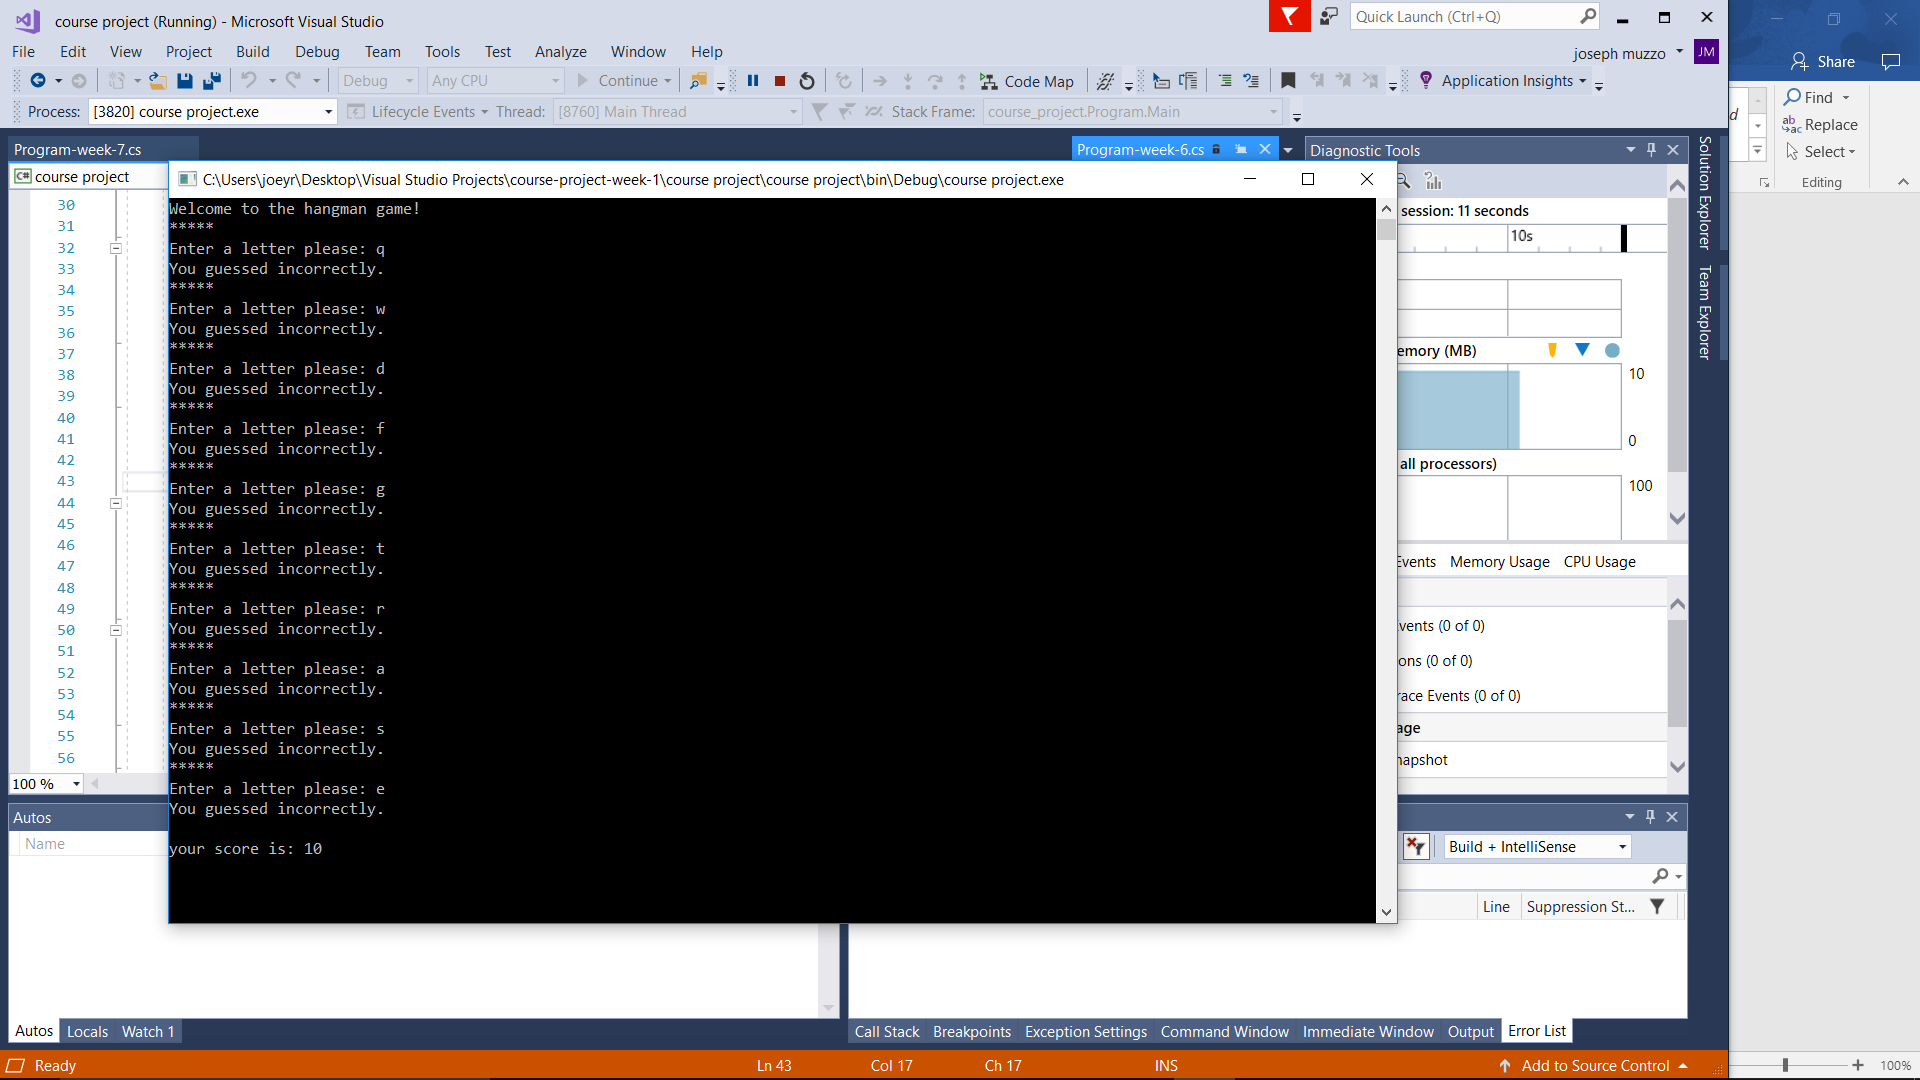 course project (Running) - Microsoft Visual Studio
Quick Launch (Ctrl+Q)
File Edit View Project Build Debug Team Tools Test Analyze Window Help
joseph muzzo JM
Share
Debug Any CPU Continue Code Map Application Insights
Process: [3820] course project.exe Lifecycle Events Thread: [8760] Main Thread Stack Frame: course_project.Program.Main
Find
Replace
Select
Editing
Program-week-7.cs Program-week-6.cs Diagnostic Tools
course project
C:\Users\joeyr\Desktop\Visual Studio Projects\course-project-week-1\course project\course project\bin\Debug\course project.exe
Welcome to the hangman game!
*****
Enter a letter please: q
You guessed incorrectly.
*****
Enter a letter please: w
You guessed incorrectly.
*****
Enter a letter please: d
You guessed incorrectly.
*****
Enter a letter please: f
You guessed incorrectly.
*****
Enter a letter please: g
You guessed incorrectly.
*****
Enter a letter please: t
You guessed incorrectly.
*****
Enter a letter please: r
You guessed incorrectly.
*****
Enter a letter please: a
You guessed incorrectly.
*****
Enter a letter please: s
You guessed incorrectly.
*****
Enter a letter please: e
You guessed incorrectly.
your score is: 10
30
31
32
33
34
35
36
37
38
39
40
41
42
43
44
45
46
47
48
49
50
51
52
53
54
55
56
100 %
session: 11 seconds
10s
emory (MB)
10
0
all processors)
100
Events Memory Usage CPU Usage
vents (0 of 0)
ons (0 of 0)
race Events (0 of 0)
age
napshot
Solution Explorer
Team Explorer
Autos
Name
Build + IntelliSense
Line Suppression St...
Autos Locals Watch 1
Call Stack Breakpoints Exception Settings Command Window Immediate Window Output Error List
Ready Ln 43 Col 17 Ch 17 INS Add to Source Control
100%